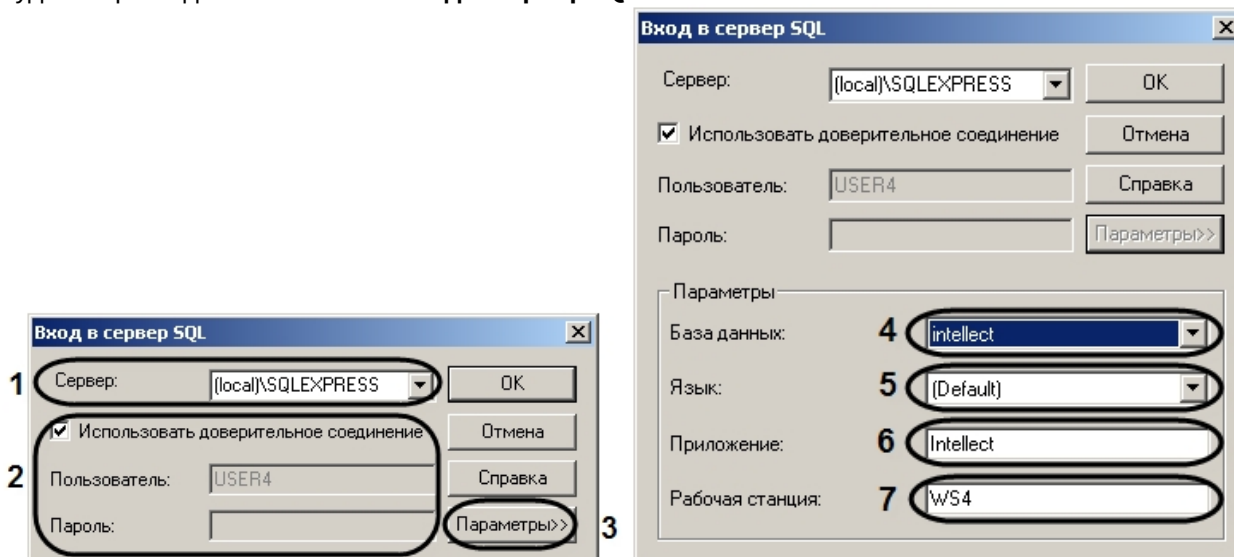 Вход в сервер SQL
1
Сервер:
(local)\SQLEXPRESS
OK
Использовать доверительное соединение
Отмена
2
Пользователь:
USER4
Справка
Пароль:
Параметры>>
3
Вход в сервер SQL
Сервер:
(local)\SQLEXPRESS
OK
Использовать доверительное соединение
Отмена
Пользователь:
USER4
Справка
Пароль:
Параметры>>
Параметры
База данных:
4
intellect
Язык:
5
(Default)
Приложение:
6
Intellect
Рабочая станция:
7
WS4